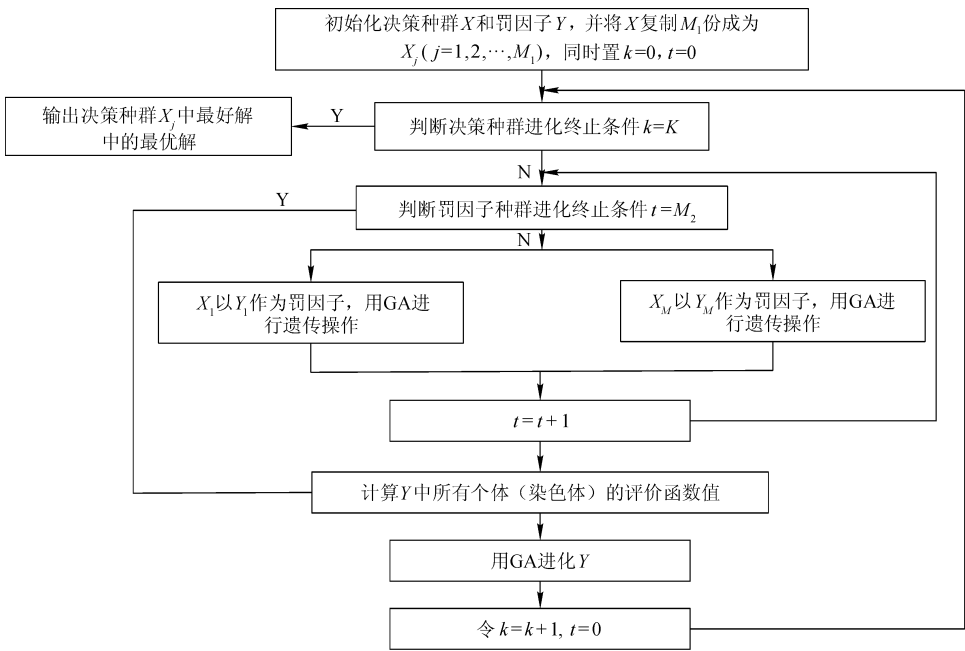 初始化决策种群X和罚因子Y，并将X复制M₁份成为
Xⱼ(j=1,2,…,M₁)，同时置k=0,t=0
输出决策种群Xⱼ中最好解
中的最优解
Y
判断决策种群进化终止条件k=K
N
Y
判断罚因子种群进化终止条件t=M₂
N
X₁以Y₁作为罚因子，用GA进
行遗传操作
X_M以Y_M作为罚因子，用GA进
行遗传操作
t=t+1
计算Y中所有个体（染色体）的评价函数值
用GA进化Y
令k=k+1, t=0